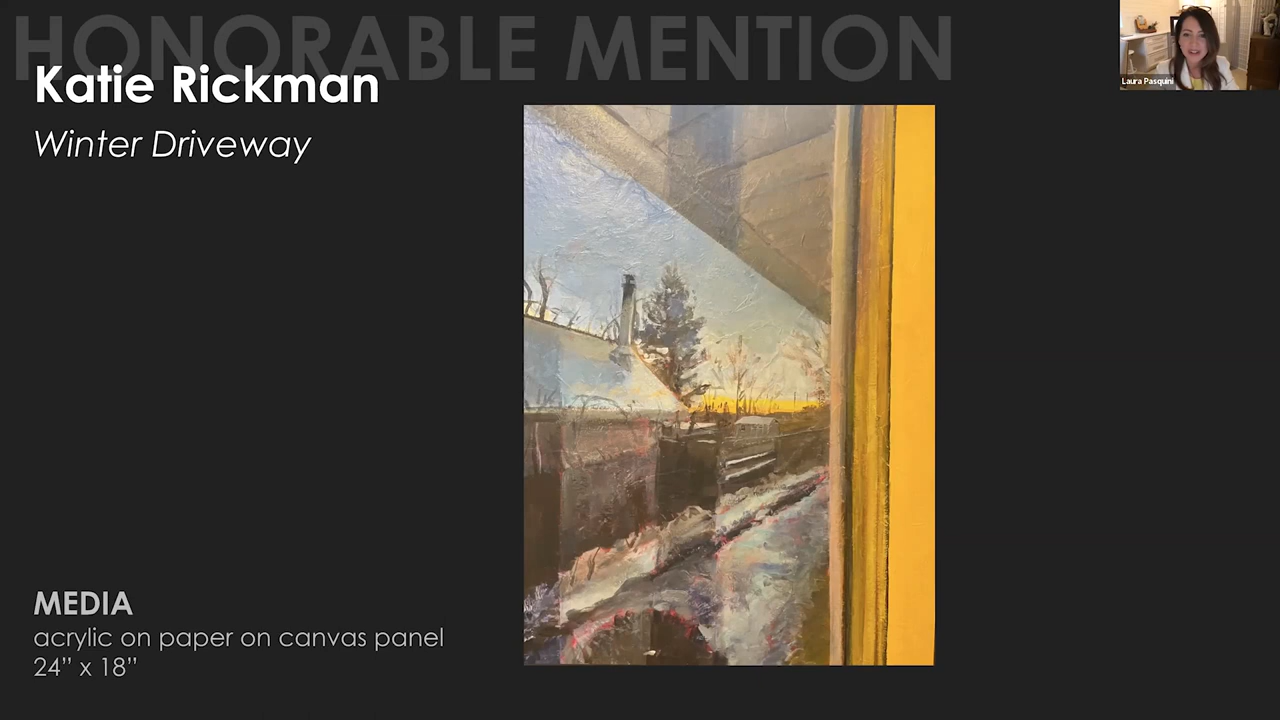 HONORABLE MENTION
Katie Rickman
Winter Driveway
Laura Pasquini
MEDIA
acrylic on paper on canvas panel
24” x 18”